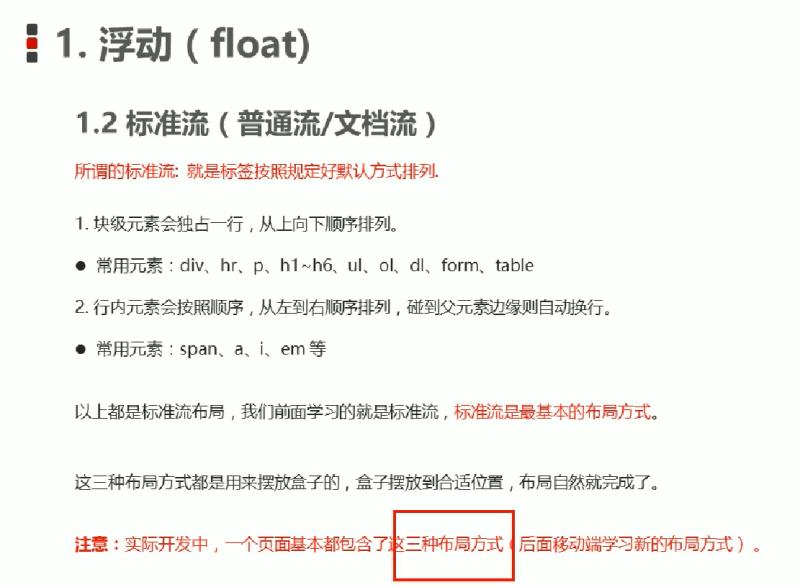 1. 浮动（float）
1.2 标准流（普通流/文档流）
所谓的标准流: 就是标签按照规定好默认方式排列.
1. 块级元素会独占一行，从上向下顺序排列。
● 常用元素：div、hr、p、h1~h6、ul、ol、dl、form、table
2. 行内元素会按照顺序，从左到右顺序排列，碰到父元素边缘则自动换行。
● 常用元素：span、a、i、em 等
以上都是标准流布局，我们前面学习的就是标准流，标准流是最基本的布局方式。
这三种布局方式都是用来摆放盒子的，盒子摆放到合适位置，布局自然就完成了。
注意：实际开发中，一个页面基本都包含了这三种布局方式（后面移动端学习新的布局方式）。